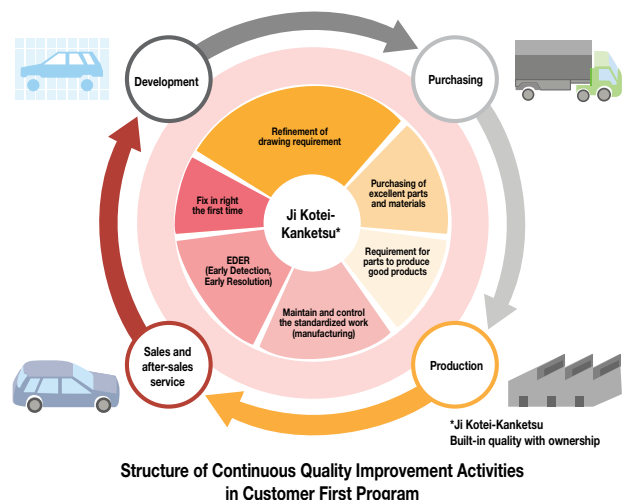 Development
Purchasing
Refinement of
drawing requirement
Purchasing of
excellent parts
and materials
Fix in right
the first time
Ji Kotei-
Kanketsu*
Requirement for
parts to produce
good products
EDER
(Early Detection,
Early Resolution)
Maintain and control
the standardized work
(manufacturing)
Sales and
after-sales
service
Production
*Ji Kotei-Kanketsu
Built-in quality with ownership
Structure of Continuous Quality Improvement Activities
in Customer First Program